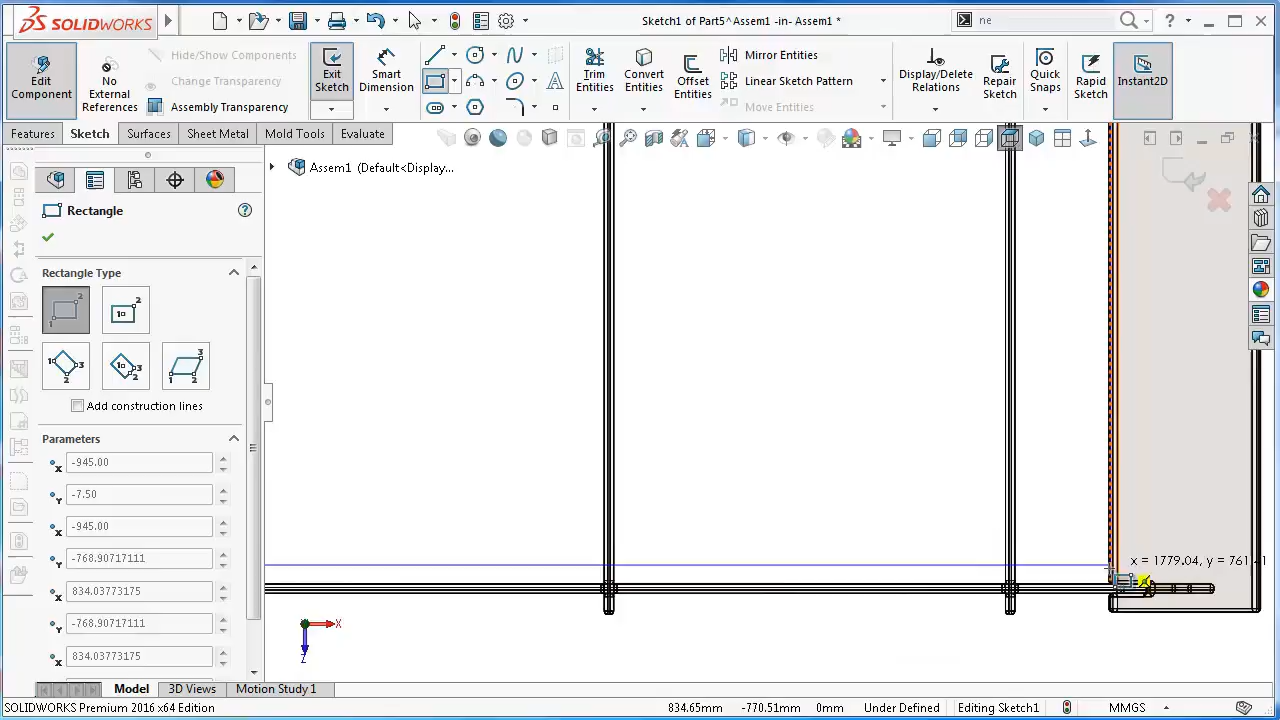 SOLIDWORKS
Sketch1 of Part5^Assem1 -in- Assem1 *
ne
Edit Component
No External References
Hide/Show Components
Change Transparency
Assembly Transparency
Exit Sketch
Smart Dimension
Trim Entities
Convert Entities
Offset Entities
Mirror Entities
Linear Sketch Pattern
Move Entities
Display/Delete Relations
Repair Sketch
Quick Snaps
Rapid Sketch
Instant2D
Features
Sketch
Surfaces
Sheet Metal
Mold Tools
Evaluate
Assem1 (Default<Display...
Rectangle
Rectangle Type
Add construction lines
Parameters
-945.00
-7.50
-945.00
-768.90717111
834.03773175
-768.90717111
834.03773175
x = 1779.04, y = 761.41
X
Z
Model
3D Views
Motion Study 1
SOLIDWORKS Premium 2016 x64 Edition
834.65mm
-770.51mm
0mm
Under Defined
Editing Sketch1
MMGS